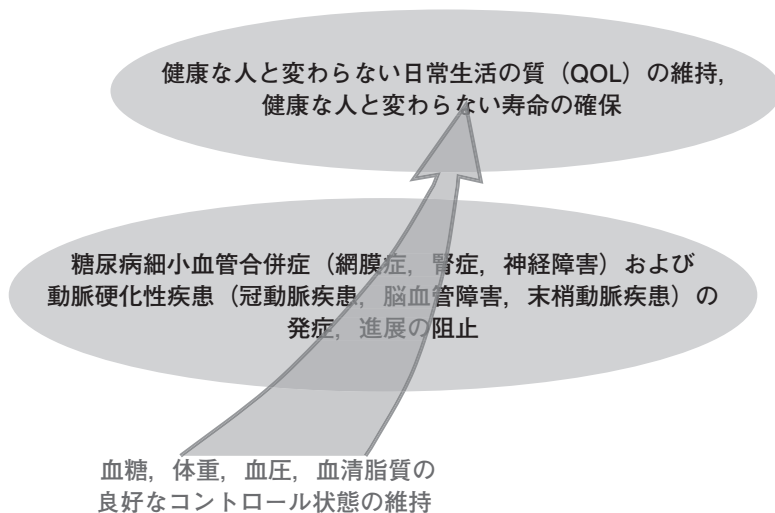 健康な人と変わらない日常生活の質（QOL）の維持，
健康な人と変わらない寿命の確保
糖尿病細小血管合併症（網膜症，腎症，神経障害）および
動脈硬化性疾患（冠動脈疾患，脳血管障害，末梢動脈疾患）の
発症，進展の阻止
血糖，体重，血圧，血清脂質の
良好なコントロール状態の維持